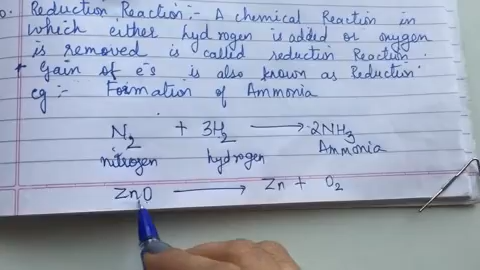 Reduction Reaction:- A chemical Reaction in
which either hydrogen is added or oxygen
is removed is called reduction Reaction.
* Gain of e⁻s is also known as Reduction
eg:- Formation of Ammonia
N₂ + 3H₂ → 2NH₃
nitrogen hydrogen Ammonia
ZnO → Zn + O₂